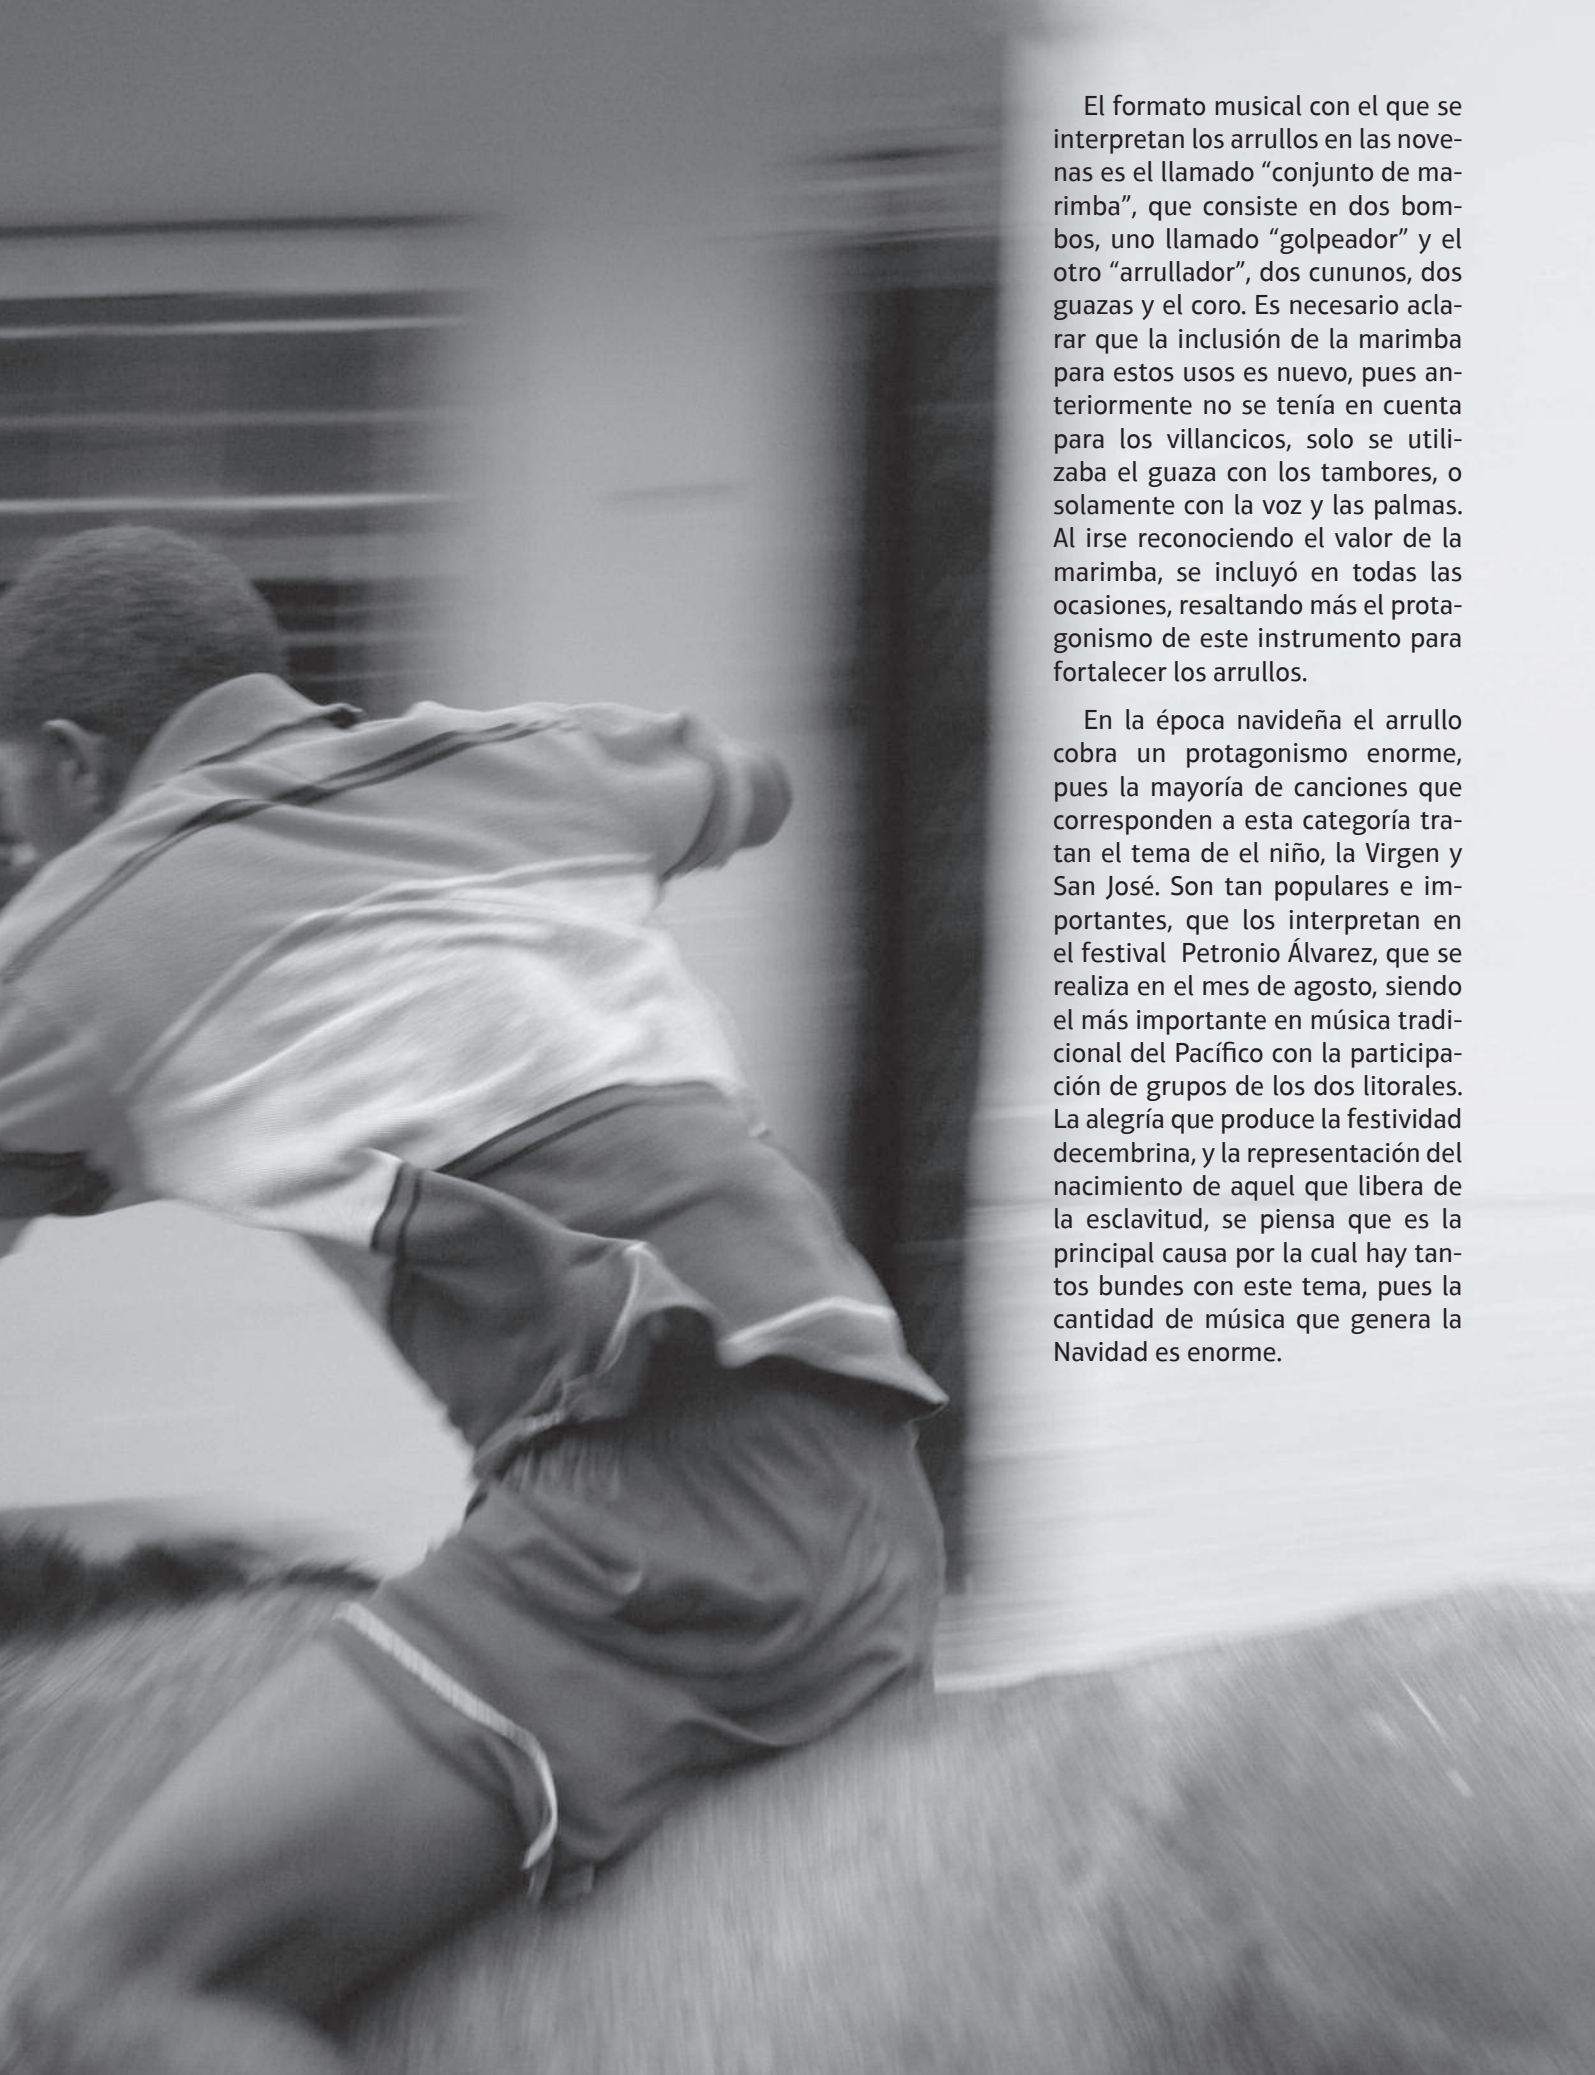 El formato musical con el que se
interpretan los arrullos en las nove-
nas es el llamado “conjunto de ma-
rimba”, que consiste en dos bom-
bos, uno llamado “golpeador” y el
otro “arrullador”, dos cununos, dos
guazas y el coro. Es necesario acla-
rar que la inclusión de la marimba
para estos usos es nuevo, pues an-
teriormente no se tenía en cuenta
para los villancicos, solo se utili-
zaba el guaza con los tambores, o
solamente con la voz y las palmas.
Al irse reconociendo el valor de la
marimba, se incluyó en todas las
ocasiones, resaltando más el prota-
gonismo de este instrumento para
fortalecer los arrullos.
En la época navideña el arrullo
cobra un protagonismo enorme,
pues la mayoría de canciones que
corresponden a esta categoría tra-
tan el tema de el niño, la Virgen y
San José. Son tan populares e im-
portantes, que los interpretan en
el festival  Petronio Álvarez, que se
realiza en el mes de agosto, siendo
el más importante en música tradi-
cional del Pacífico con la participa-
ción de grupos de los dos litorales.
La alegría que produce la festividad
decembrina, y la representación del
nacimiento de aquel que libera de
la esclavitud, se piensa que es la
principal causa por la cual hay tan-
tos bundes con este tema, pues la
cantidad de música que genera la
Navidad es enorme.